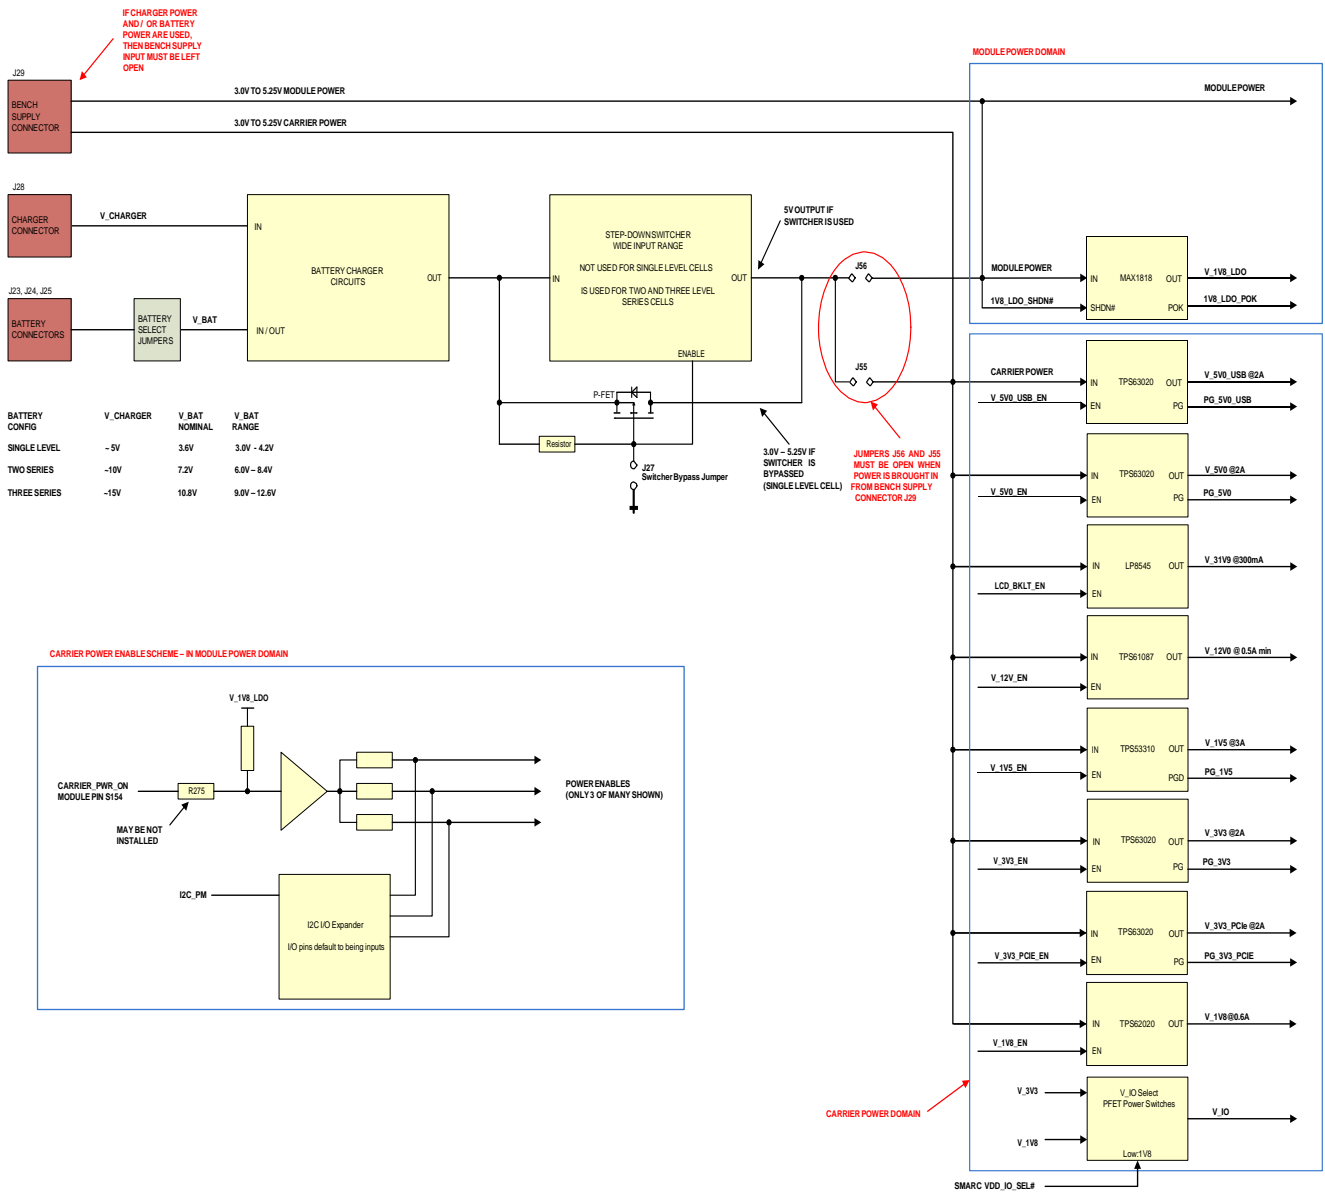 IF CHARGER POWER
AND / OR BATTERY
POWER ARE USED,
THEN BENCH SUPPLY
INPUT MUST BE LEFT
OPEN
J29
BENCH
SUPPLY
CONNECTOR
3.0V TO 5.25V MODULE POWER
3.0V TO 5.25V CARRIER POWER
MODULE POWER DOMAIN
MODULE POWER
J28
CHARGER
CONNECTOR
V_CHARGER
IN
BATTERY CHARGER
CIRCUITS
OUT
IN / OUT
J23, J24, J25
BATTERY
CONNECTORS
BATTERY
SELECT
JUMPERS
V_BAT
STEP-DOWN SWITCHER
WIDE INPUT RANGE
NOT USED FOR SINGLE LEVEL CELLS
IS USED FOR TWO AND THREE LEVEL
SERIES CELLS
IN
OUT
ENABLE
5V OUTPUT IF
SWITCHER IS USED
J56
J55
P-FET
Resistor
J27
Switcher Bypass Jumper
3.0V – 5.25V IF
SWITCHER IS
BYPASSED
(SINGLE LEVEL CELL)
JUMPERS J56 AND J55
MUST BE OPEN WHEN
POWER IS BROUGHT IN
FROM BENCH SUPPLY
CONNECTOR J29
MODULE POWER
IN
MAX1818
OUT
V_1V8_LDO
1V8_LDO_SHDN#
SHDN#
POK
1V8_LDO_POK
CARRIER POWER
IN
TPS63020
OUT
V_5V0_USB @2A
V_5V0_USB_EN
EN
PG
PG_5V0_USB
BATTERY
CONFIG
V_CHARGER
V_BAT
NOMINAL
V_BAT
RANGE
SINGLE LEVEL
~ 5V
3.6V
3.0V - 4.2V
TWO SERIES
~10V
7.2V
6.0V – 8.4V
THREE SERIES
~15V
10.8V
9.0V – 12.6V
IN
TPS63020
OUT
V_5V0 @2A
V_5V0_EN
EN
PG
PG_5V0
IN
LP8545
OUT
V_31V9 @300mA
LCD_BKLT_EN
EN
IN
TPS61087
OUT
V_12V0 @ 0.5A min
V_12V_EN
EN
IN
TPS53310
OUT
V_1V5 @3A
V_1V5_EN
EN
PGD
PG_1V5
IN
TPS63020
OUT
V_3V3 @2A
V_3V3_EN
EN
PG
PG_3V3
IN
TPS63020
OUT
V_3V3_PCIe @2A
V_3V3_PCIE_EN
EN
PG
PG_3V3_PCIE
IN
TPS62020
OUT
V_1V8@0.6A
V_1V8_EN
EN
V_3V3
V_IO Select
PFET Power Switches
V_IO
V_1V8
Low:1V8
SMARC VDD_IO_SEL#
CARRIER POWER DOMAIN
CARRIER POWER ENABLE SCHEME – IN MODULE POWER DOMAIN
V_1V8_LDO
CARRIER_PWR_ON
MODULE PIN S154
R275
MAY BE NOT
INSTALLED
POWER ENABLES
(ONLY 3 OF MANY SHOWN)
I2C_PM
I2C I/O Expander
I/O pins default to being inputs